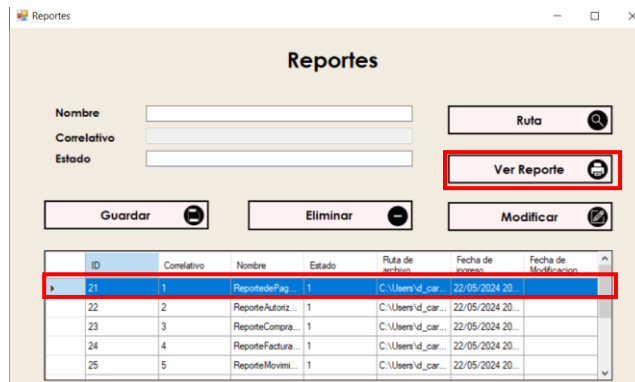 Reportes
Reportes
Nombre
Ruta
Correlativo
Estado
Ver Reporte
Guardar
Eliminar
Modificar
ID Correlativo Nombre Estado Ruta de archivo Fecha de ingreso Fecha de Modificacion
21 1 ReportedePag... 1 C:\Users\d_car... 22/05/2024 20...
22 2 ReporteAutoriz... 1 C:\Users\d_car... 22/05/2024 20...
23 3 ReporteCompra... 1 C:\Users\d_car... 22/05/2024 20...
24 4 ReporteFactura... 1 C:\Users\d_car... 22/05/2024 20...
25 5 ReporteMovimi... 1 C:\Users\d_car... 22/05/2024 20...